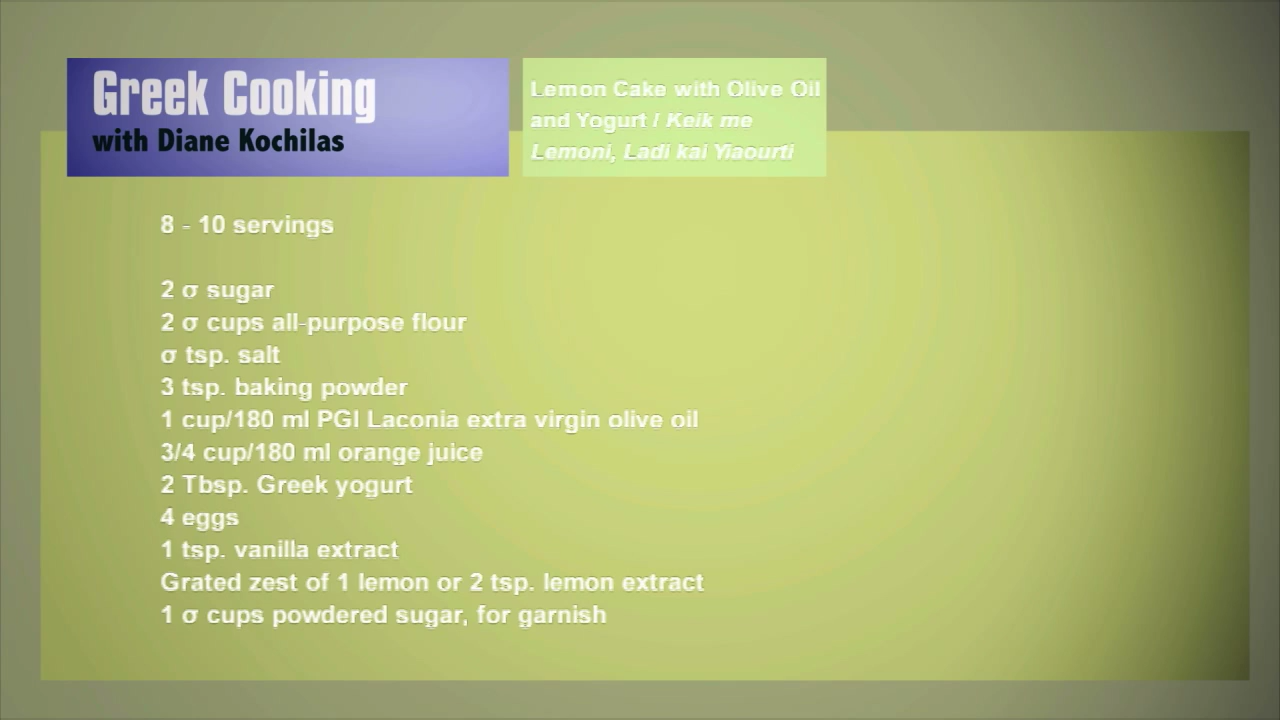 Greek Cooking
with Diane Kochilas
Lemon Cake with Olive Oil
and Yogurt / Keik me
Lemoni, Ladi kai Yiaourti
8 - 10 servings
2 σ sugar
2 σ cups all-purpose flour
σ tsp. salt
3 tsp. baking powder
1 cup/180 ml PGI Laconia extra virgin olive oil
3/4 cup/180 ml orange juice
2 Tbsp. Greek yogurt
4 eggs
1 tsp. vanilla extract
Grated zest of 1 lemon or 2 tsp. lemon extract
1 σ cups powdered sugar, for garnish